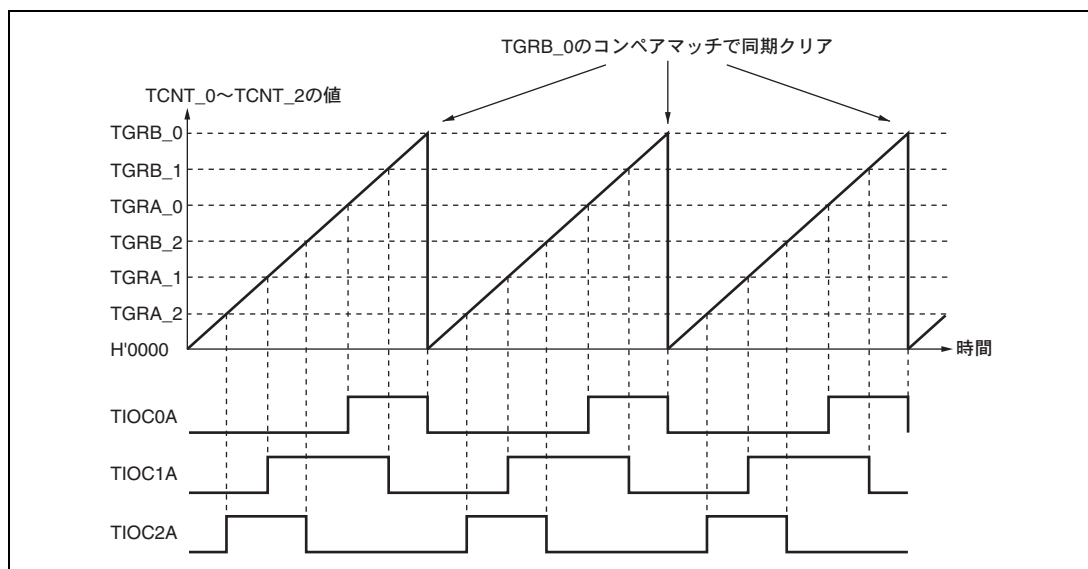 TGRB_0のコンペアマッチで同期クリア
TCNT_0～TCNT_2の値
TGRB_0
TGRB_1
TGRA_0
TGRB_2
TGRA_1
TGRA_2
H'0000
時間
TIOC0A
TIOC1A
TIOC2A